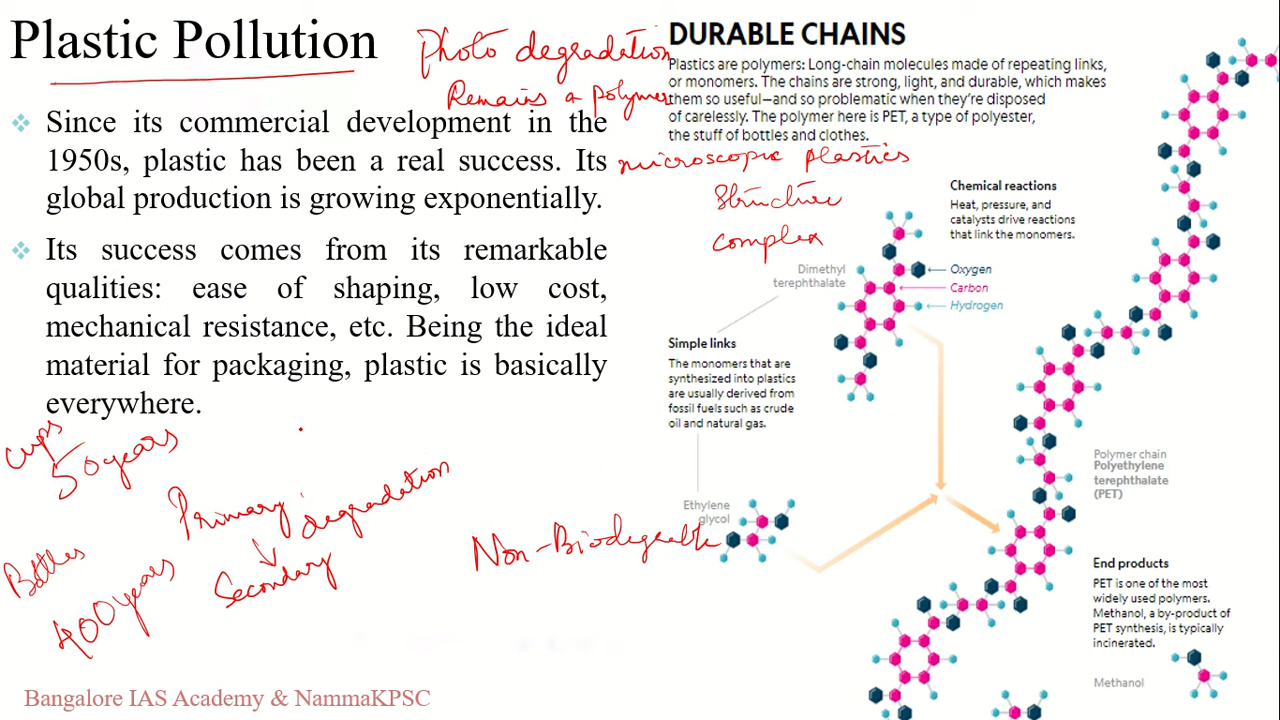 Plastic Pollution
Photo degradation
Remains a polymer
❖ Since its commercial development in the
1950s, plastic has been a real success. Its
global production is growing exponentially.
❖ Its success comes from its remarkable
qualities: ease of shaping, low cost,
mechanical resistance, etc. Being the ideal
material for packaging, plastic is basically
everywhere.
Cups
50 years
Primary degradation
Secondary
Bottles
400 years
Non-Biodegrable
DURABLE CHAINS
Plastics are polymers: Long-chain molecules made of repeating links,
or monomers. The chains are strong, light, and durable, which makes
them so useful—and so problematic when they're disposed
of carelessly. The polymer here is PET, a type of polyester,
the stuff of bottles and clothes.
microscopic plastics
Structure
complex
Chemical reactions
Heat, pressure, and
catalysts drive reactions
that link the monomers.
Dimethyl
terephthalate
Oxygen
Carbon
Hydrogen
Simple links
The monomers that are
synthesized into plastics
are usually derived from
fossil fuels such as crude
oil and natural gas.
Ethylene
glycol
Polymer chain
Polyethylene
terephthalate
(PET)
End products
PET is one of the most
widely used polymers.
Methanol, a by-product of
PET synthesis, is typically
incinerated.
Methanol
Bangalore IAS Academy & NammaKPSC